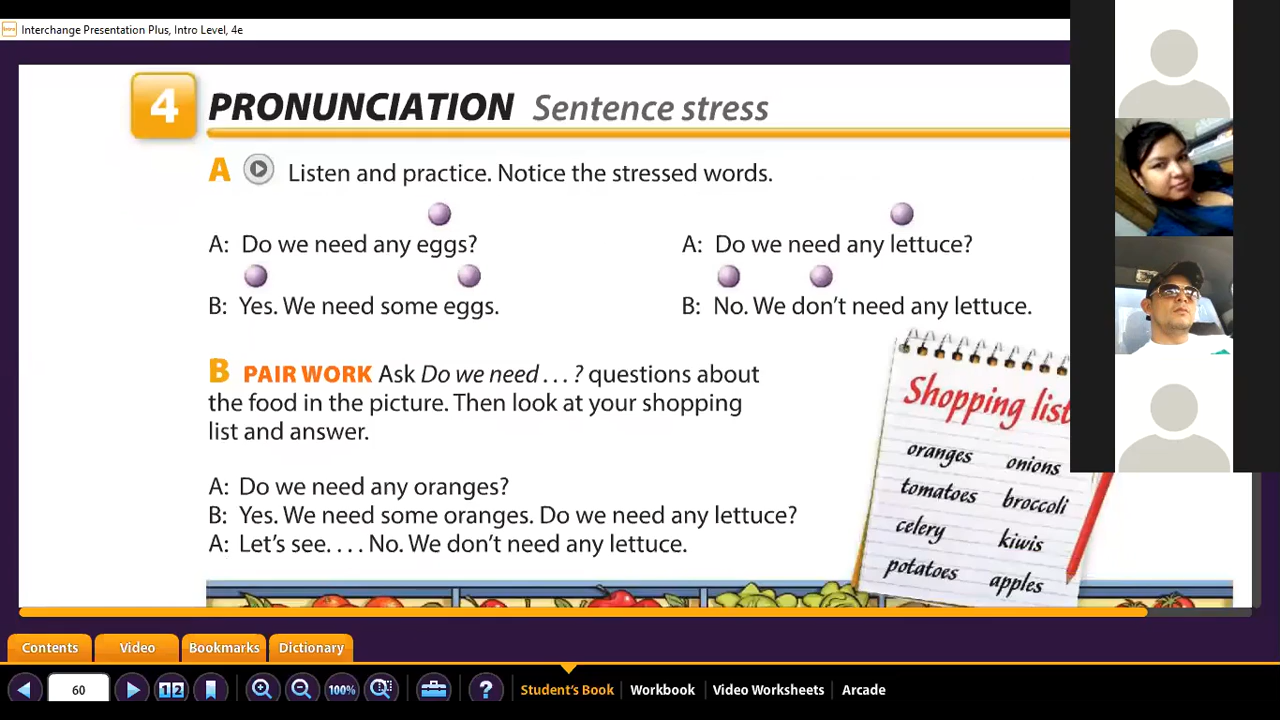 Interchange Presentation Plus, Intro Level, 4e
4 PRONUNCIATION Sentence stress
A Listen and practice. Notice the stressed words.
A: Do we need any eggs?
B: Yes. We need some eggs.
A: Do we need any lettuce?
B: No. We don't need any lettuce.
B PAIR WORK Ask Do we need . . . ? questions about
the food in the picture. Then look at your shopping
list and answer.
A: Do we need any oranges?
B: Yes. We need some oranges. Do we need any lettuce?
A: Let's see. . . . No. We don't need any lettuce.
Shopping list
oranges onions
tomatoes broccoli
celery kiwis
potatoes apples
Contents Video Bookmarks Dictionary
60 12 100% ? Student's Book Workbook Video Worksheets Arcade